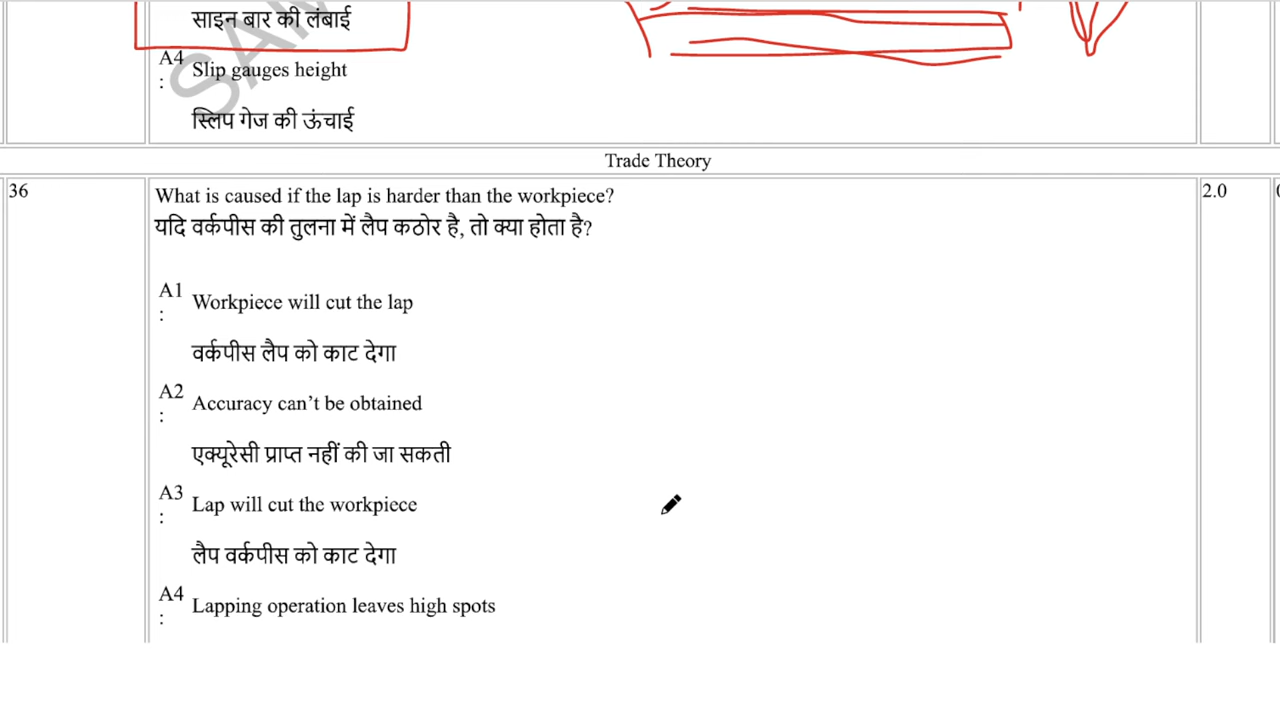 साइन बार की लंबाई
A4 : Slip gauges height
स्लिप गेज की ऊंचाई
Trade Theory
36
What is caused if the lap is harder than the workpiece?
2.0
यदि वर्कपीस की तुलना में लैप कठोर है, तो क्या होता है?
A1 : Workpiece will cut the lap
वर्कपीस लैप को काट देगा
A2 : Accuracy can’t be obtained
एक्यूरेसी प्राप्त नहीं की जा सकती
A3 : Lap will cut the workpiece
लैप वर्कपीस को काट देगा
A4 : Lapping operation leaves high spots